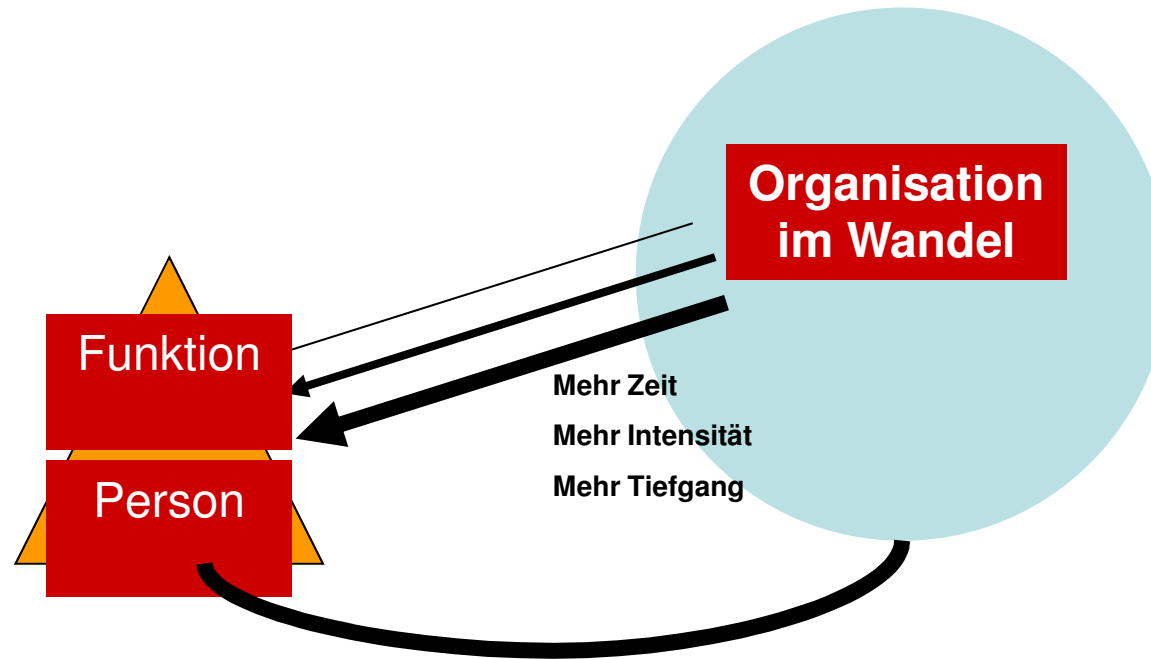 Organisation
im Wandel
Funktion
Mehr Zeit
Mehr Intensität
Mehr Tiefgang
Person